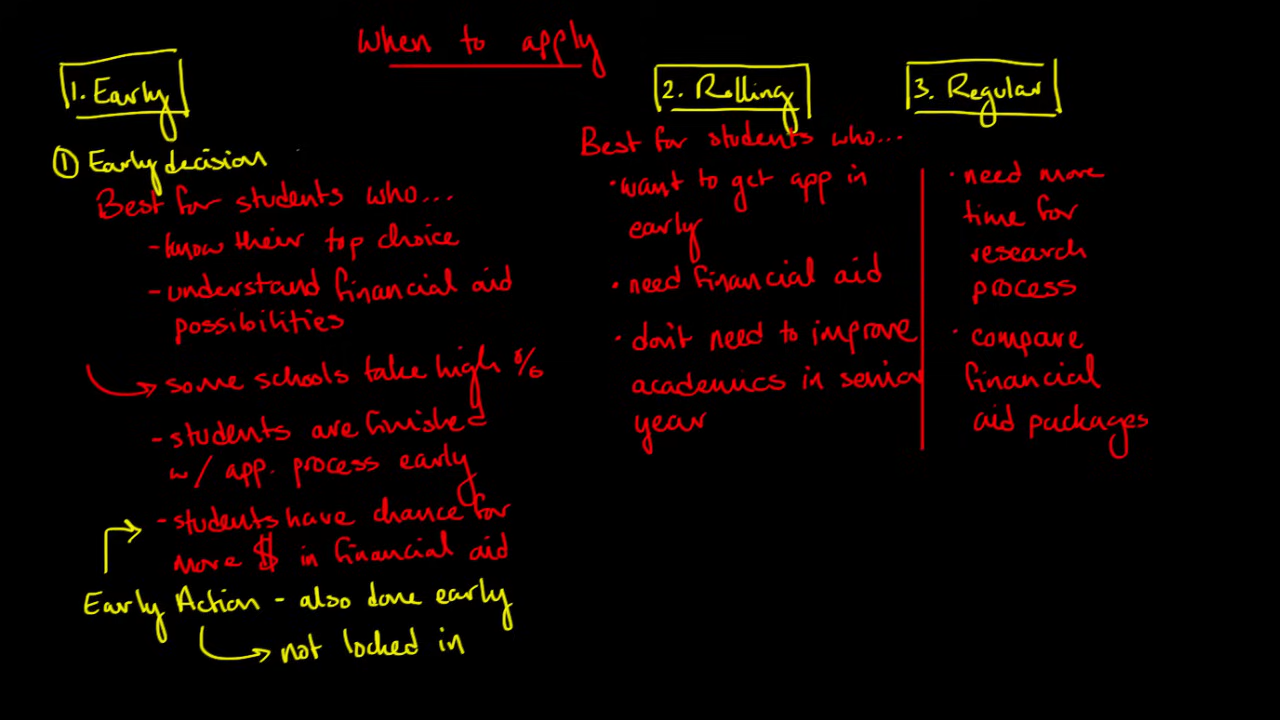 When to apply
1. Early
① Early decision
Best for students who...
- know their top choice
- understand financial aid
possibilities
some schools take high %
- students are finished
w/ app. process early
- students have chance for
more $ in financial aid
Early Action - also done early
not locked in
2. Rolling
Best for students who...
• want to get app in
early
• need financial aid
• don't need to improve
academics in senior
year
3. Regular
• need more
time for
research
process
• compare
financial
aid packages